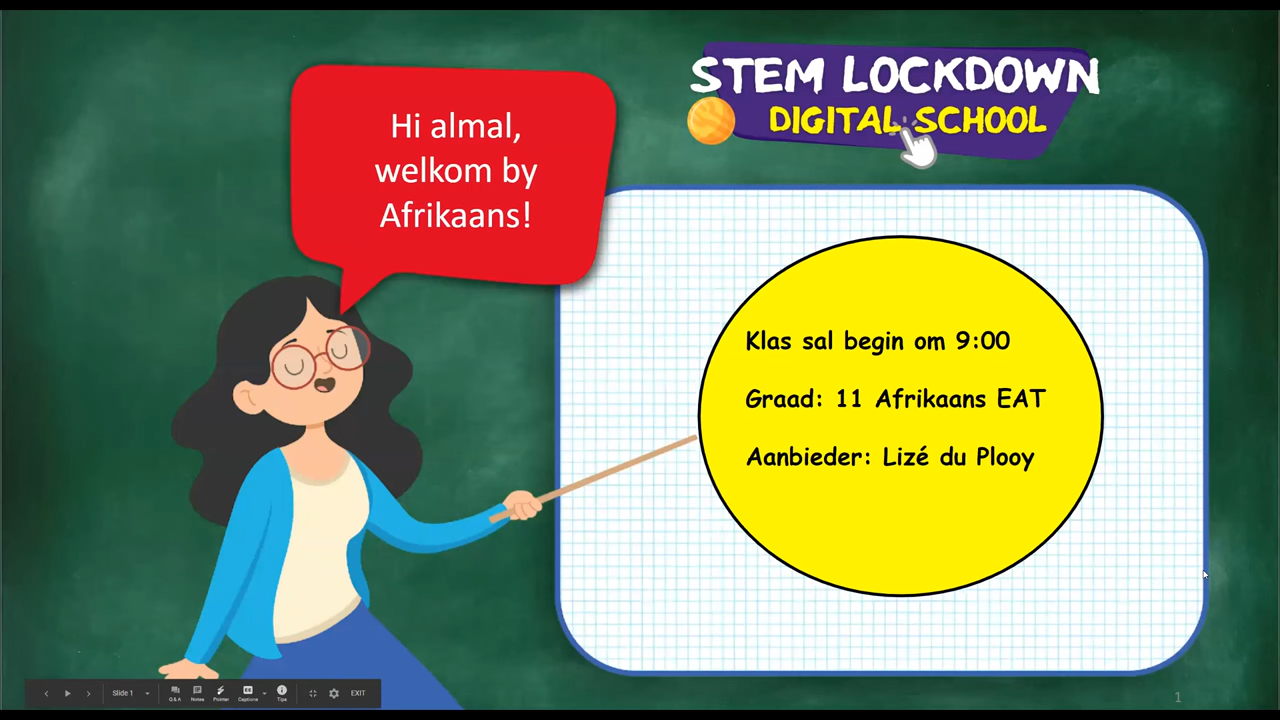 STEM LOCKDOWN
DIGITAL SCHOOL
Hi almal,
welkom by
Afrikaans!
Klas sal begin om 9:00
Graad: 11 Afrikaans EAT
Aanbieder: Lizé du Plooy
Slide 1
Q&A
Notes
Pointer
Captions
Tips
EXIT
1